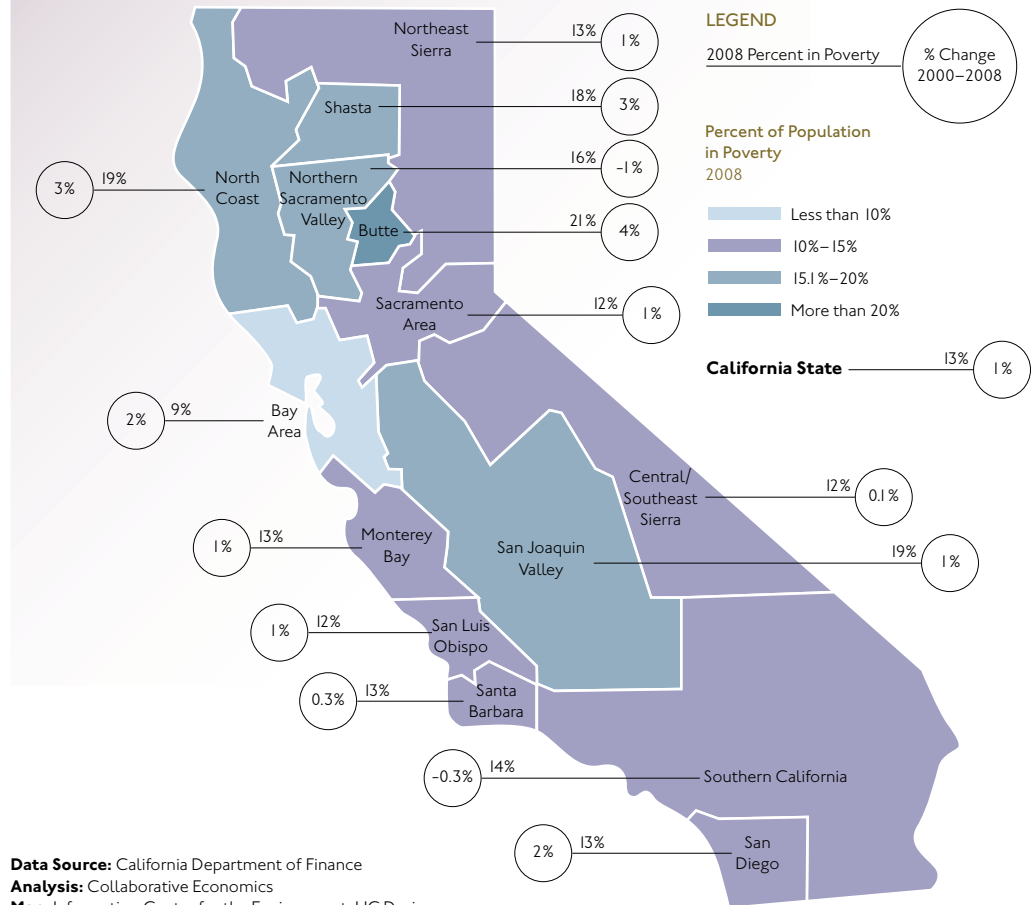 Northeast
Sierra
13%
1%
Shasta
18%
3%
Northern
Sacramento
Valley
16%
-1%
3%
19%
North
Coast
Butte
21%
4%
Sacramento
Area
12%
1%
2%
9%
Bay
Area
Central/
Southeast
Sierra
12%
0.1%
1%
13%
Monterey
Bay
San Joaquin
Valley
19%
1%
1%
12%
San Luis
Obispo
0.3%
13%
Santa
Barbara
-0.3%
14%
Southern California
2%
13%
San
Diego
LEGEND
2008 Percent in Poverty
% Change
2000–2008
Percent of Population
in Poverty
2008
Less than 10%
10%–15%
15.1%–20%
More than 20%
California State
13%
1%
Data Source: California Department of Finance
Analysis: Collaborative Economics